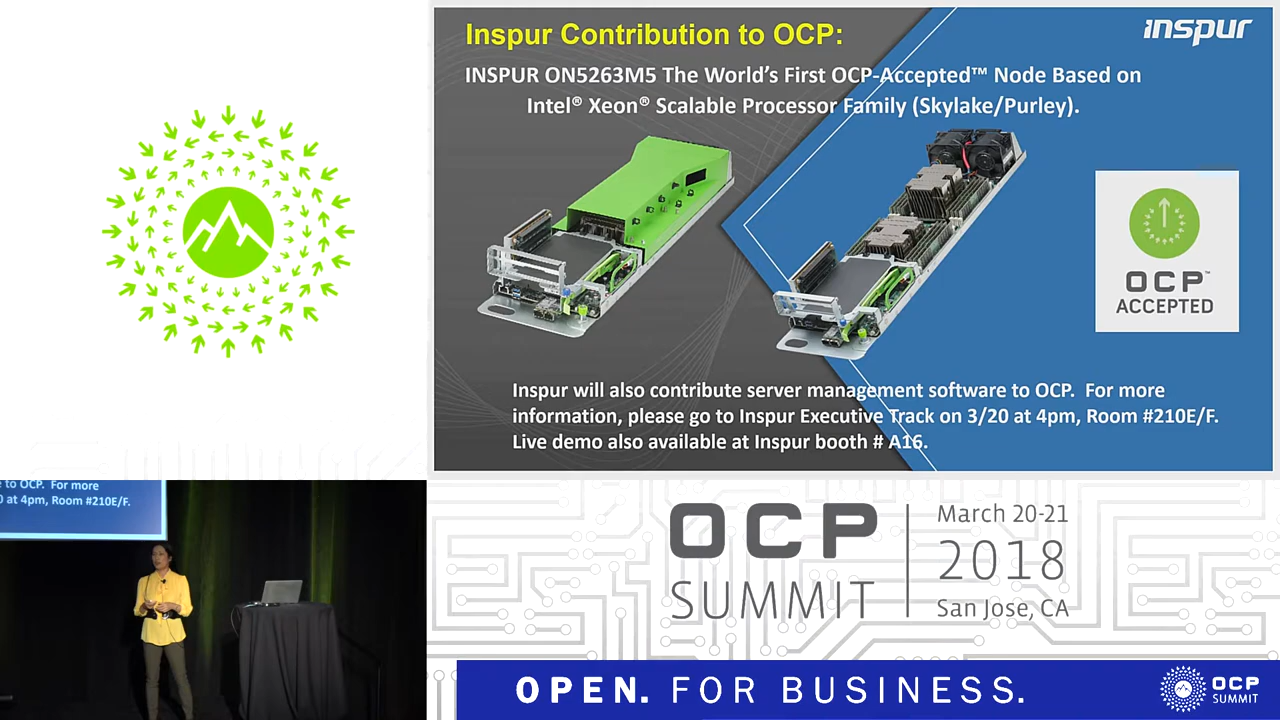 Inspur Contribution to OCP:
inspur
INSPUR ON5263M5 The World's First OCP-Accepted™ Node Based on
Intel® Xeon® Scalable Processor Family (Skylake/Purley).
OCP™
ACCEPTED
Inspur will also contribute server management software to OCP. For more
information, please go to Inspur Executive Track on 3/20 at 4pm, Room #210E/F.
Live demo also available at Inspur booth # A16.
e to OCP. For more
0 at 4pm, Room #210E/F.
OCP
SUMMIT
March 20-21
2018
San Jose, CA
OPEN. FOR BUSINESS.
OCP
SUMMIT